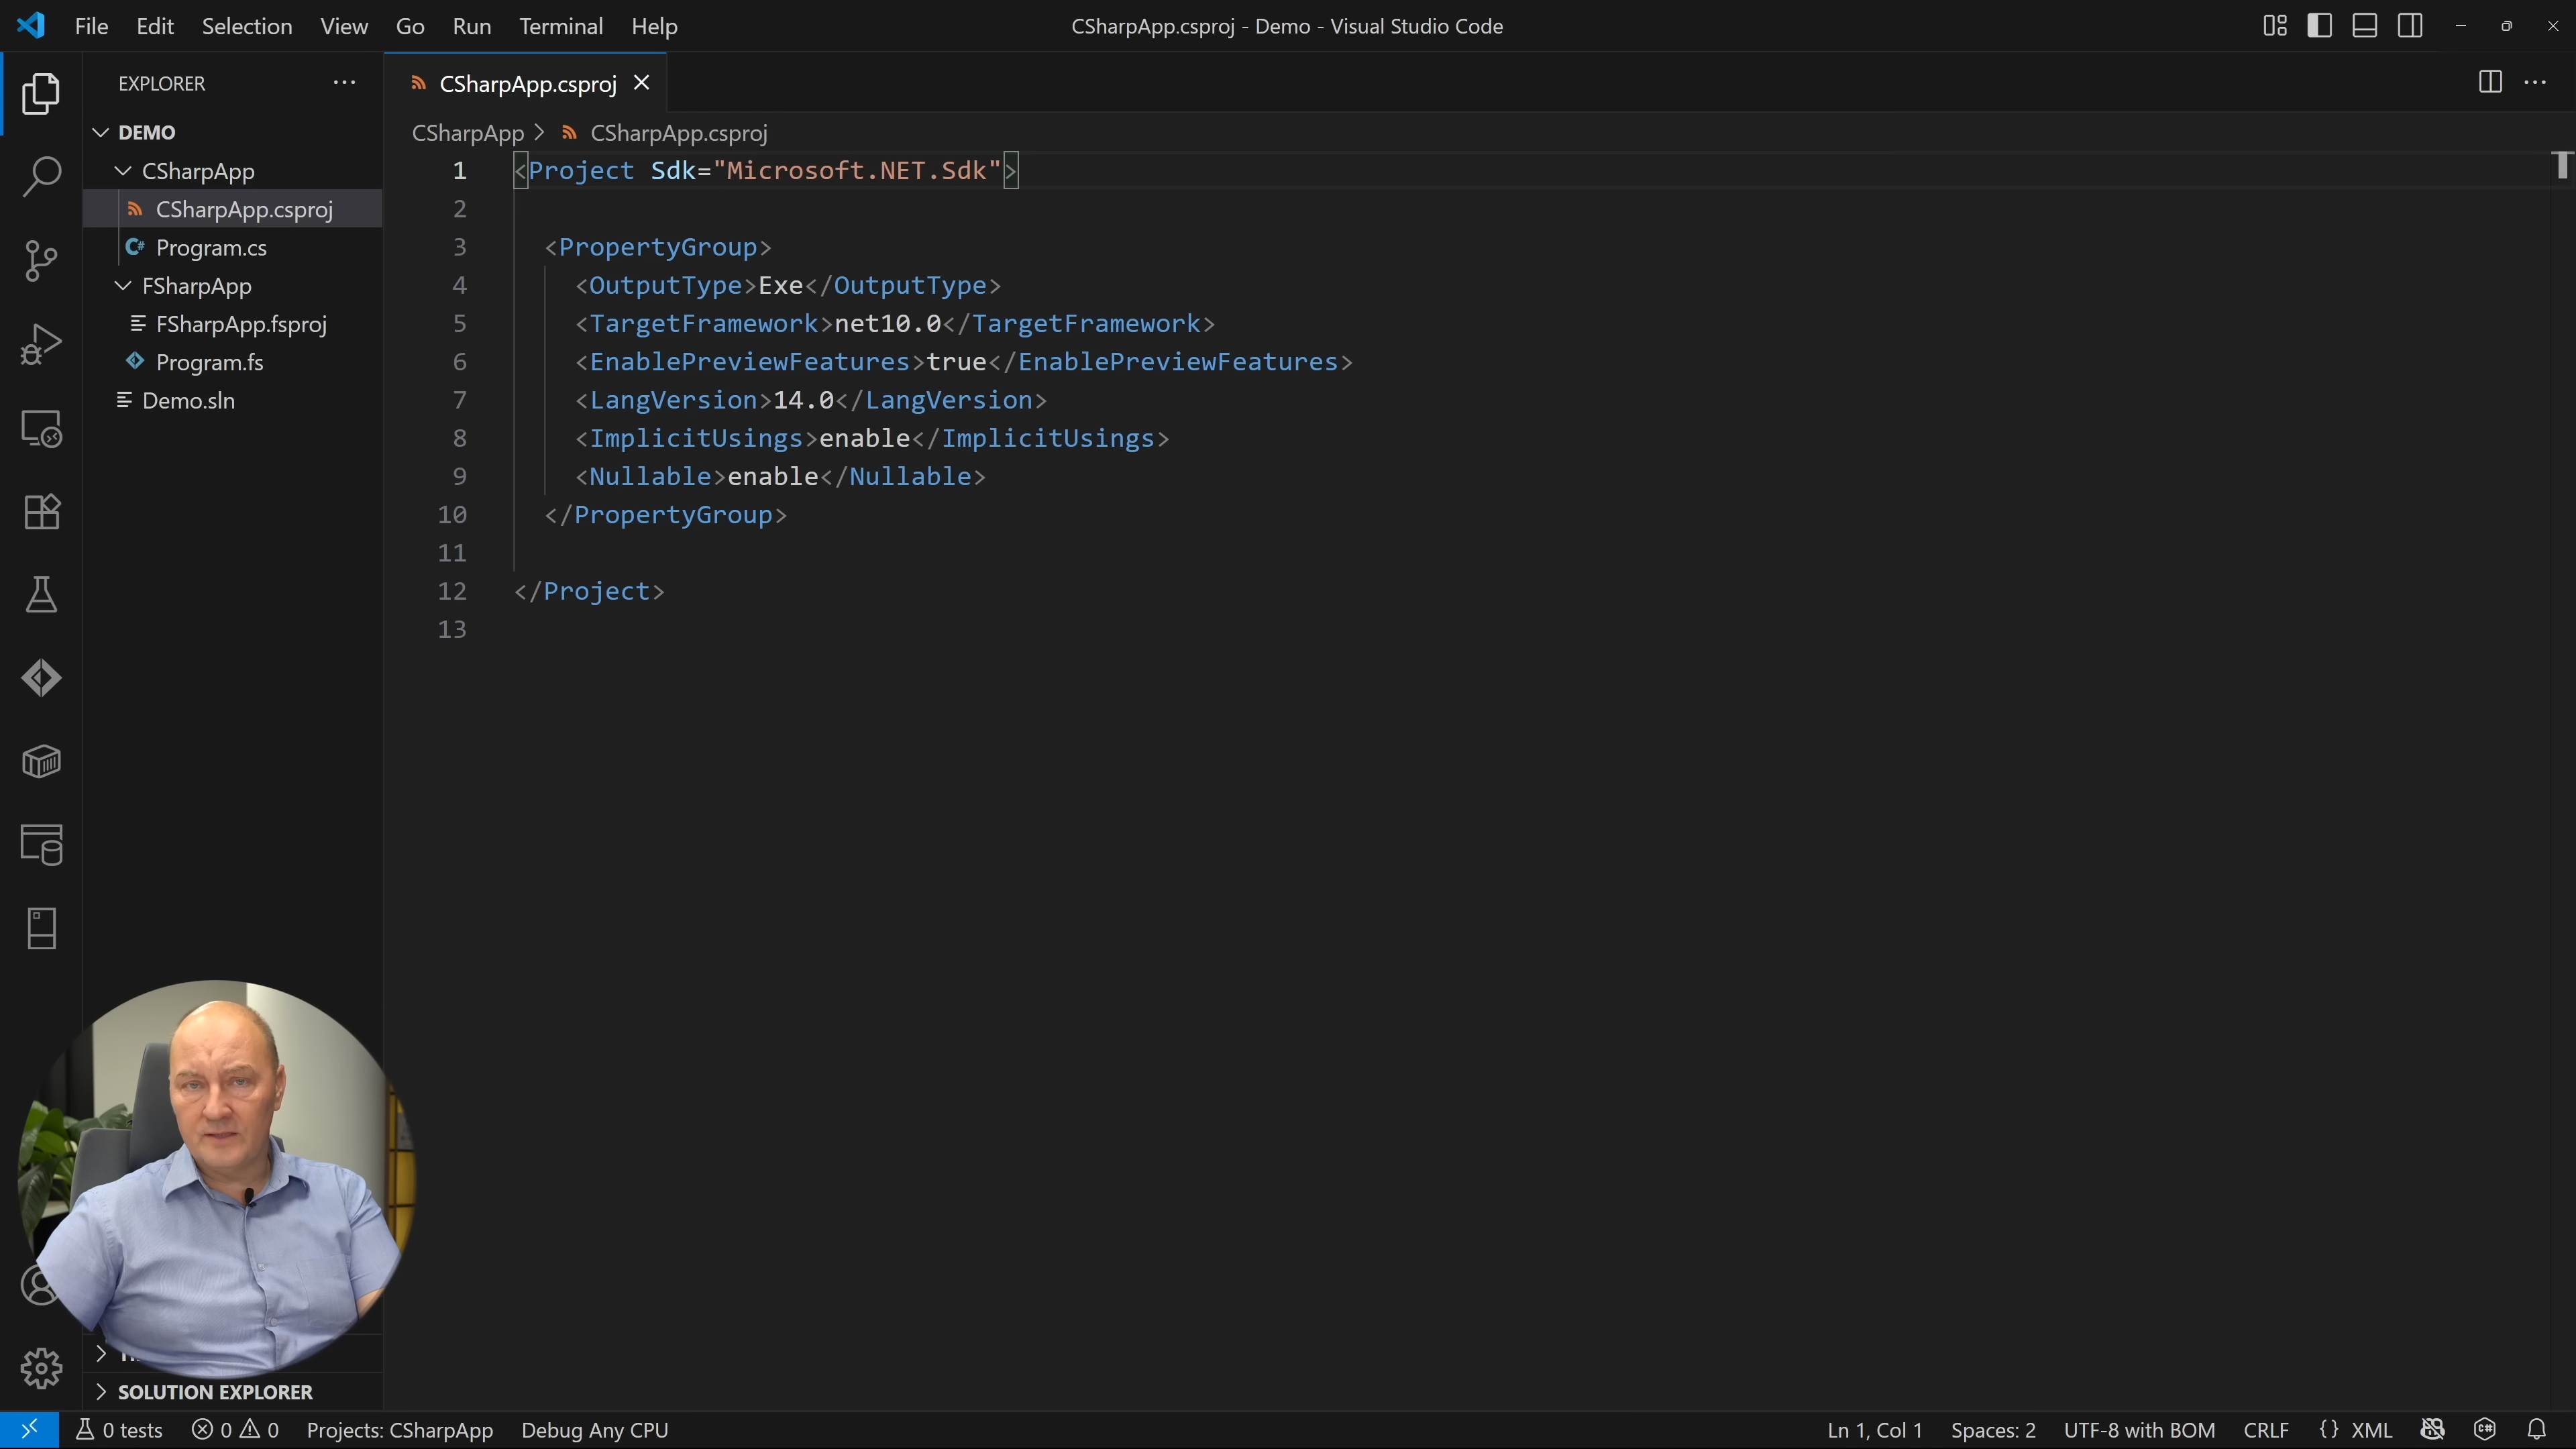 File Edit Selection View Go Run Terminal Help
CSharpApp.csproj - Demo - Visual Studio Code
EXPLORER
DEMO
CSharpApp
CSharpApp.csproj
C# Program.cs
FSharpApp
FSharpApp.fsproj
Program.fs
Demo.sln
SOLUTION EXPLORER
CSharpApp.csproj
CSharpApp > CSharpApp.csproj
1 <Project Sdk="Microsoft.NET.Sdk">
2
3 <PropertyGroup>
4 <OutputType>Exe</OutputType>
5 <TargetFramework>net10.0</TargetFramework>
6 <EnablePreviewFeatures>true</EnablePreviewFeatures>
7 <LangVersion>14.0</LangVersion>
8 <ImplicitUsings>enable</ImplicitUsings>
9 <Nullable>enable</Nullable>
10 </PropertyGroup>
11
12 </Project>
13
0 tests 0 0 Projects: CSharpApp Debug Any CPU
Ln 1, Col 1 Spaces: 2 UTF-8 with BOM CRLF {} XML